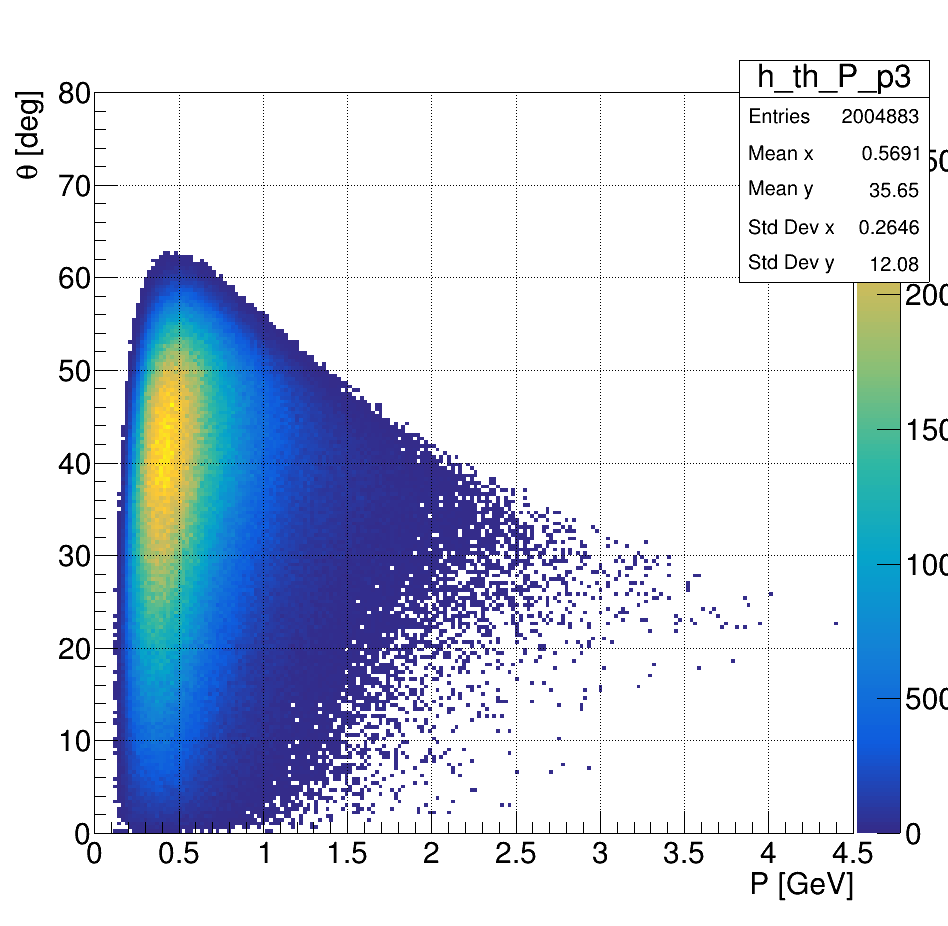 h_th_P_p3
Entries 2004883
Mean x 0.5691
Mean y 35.65
Std Dev x 0.2646
Std Dev y 12.08
θ [deg]
80
70
60
50
40
30
20
10
0
0 0.5 1 1.5 2 2.5 3 3.5 4 4.5
P [GeV]
50
200
150
100
500
0